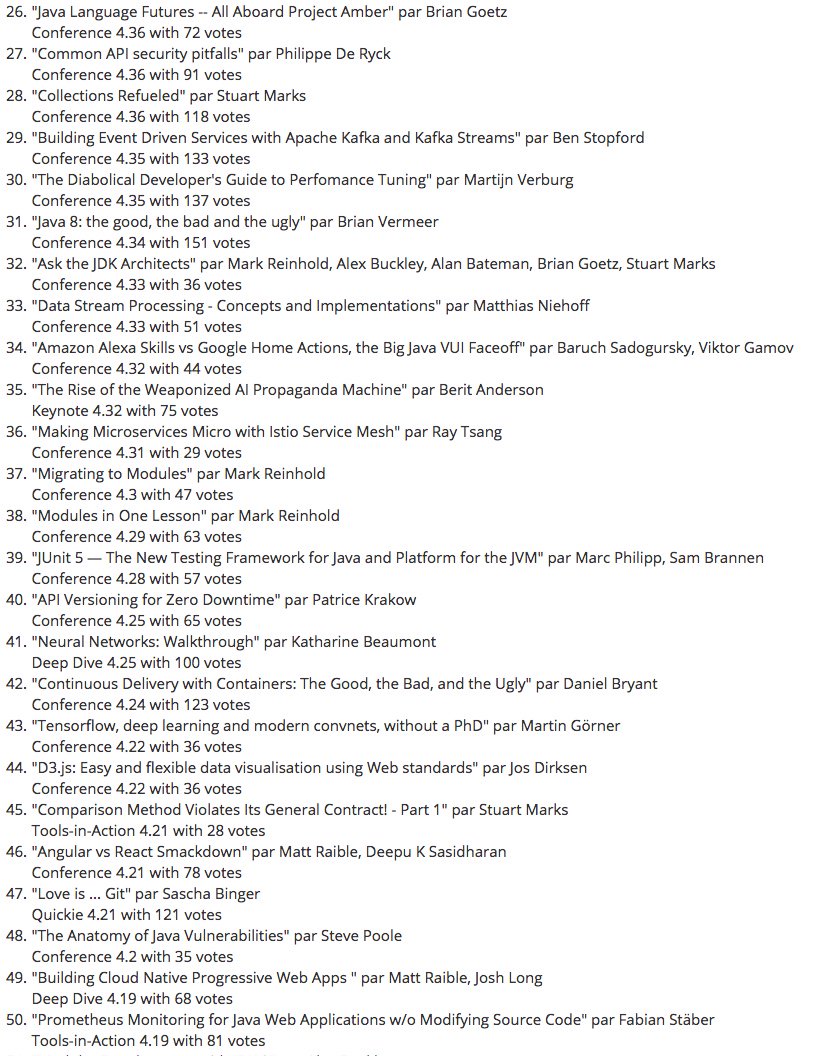 26. "Java Language Futures -- All Aboard Project Amber" par Brian Goetz
Conference 4.36 with 72 votes
27. "Common API security pitfalls" par Philippe De Ryck
Conference 4.36 with 91 votes
28. "Collections Refueled" par Stuart Marks
Conference 4.36 with 118 votes
29. "Building Event Driven Services with Apache Kafka and Kafka Streams" par Ben Stopford
Conference 4.35 with 133 votes
30. "The Diabolical Developer's Guide to Perfomance Tuning" par Martijn Verburg
Conference 4.35 with 137 votes
31. "Java 8: the good, the bad and the ugly" par Brian Vermeer
Conference 4.34 with 151 votes
32. "Ask the JDK Architects" par Mark Reinhold, Alex Buckley, Alan Bateman, Brian Goetz, Stuart Marks
Conference 4.33 with 36 votes
33. "Data Stream Processing - Concepts and Implementations" par Matthias Niehoff
Conference 4.33 with 51 votes
34. "Amazon Alexa Skills vs Google Home Actions, the Big Java VUI Faceoff" par Baruch Sadogursky, Viktor Gamov
Conference 4.32 with 44 votes
35. "The Rise of the Weaponized AI Propaganda Machine" par Berit Anderson
Keynote 4.32 with 75 votes
36. "Making Microservices Micro with Istio Service Mesh" par Ray Tsang
Conference 4.31 with 29 votes
37. "Migrating to Modules" par Mark Reinhold
Conference 4.3 with 47 votes
38. "Modules in One Lesson" par Mark Reinhold
Conference 4.29 with 63 votes
39. "JUnit 5 — The New Testing Framework for Java and Platform for the JVM" par Marc Philipp, Sam Brannen
Conference 4.28 with 57 votes
40. "API Versioning for Zero Downtime" par Patrice Krakow
Conference 4.25 with 65 votes
41. "Neural Networks: Walkthrough" par Katharine Beaumont
Deep Dive 4.25 with 100 votes
42. "Continuous Delivery with Containers: The Good, the Bad, and the Ugly" par Daniel Bryant
Conference 4.24 with 123 votes
43. "Tensorflow, deep learning and modern convnets, without a PhD" par Martin Görner
Conference 4.22 with 36 votes
44. "D3.js: Easy and flexible data visualisation using Web standards" par Jos Dirksen
Conference 4.22 with 36 votes
45. "Comparison Method Violates Its General Contract! - Part 1" par Stuart Marks
Tools-in-Action 4.21 with 28 votes
46. "Angular vs React Smackdown" par Matt Raible, Deepu K Sasidharan
Conference 4.21 with 78 votes
47. "Love is ... Git" par Sascha Binger
Quickie 4.21 with 121 votes
48. "The Anatomy of Java Vulnerabilities" par Steve Poole
Conference 4.2 with 35 votes
49. "Building Cloud Native Progressive Web Apps " par Matt Raible, Josh Long
Deep Dive 4.19 with 68 votes
50. "Prometheus Monitoring for Java Web Applications w/o Modifying Source Code" par Fabian Stäber
Tools-in-Action 4.19 with 81 votes